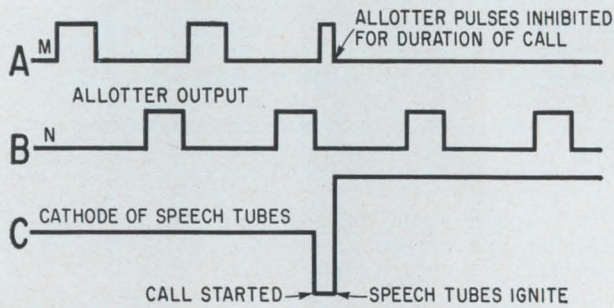 ALLOTTER PULSES INHIBITED
FOR DURATION OF CALL
A M
ALLOTTER OUTPUT
B N
C CATHODE OF SPEECH TUBES
CALL STARTED
SPEECH TUBES IGNITE